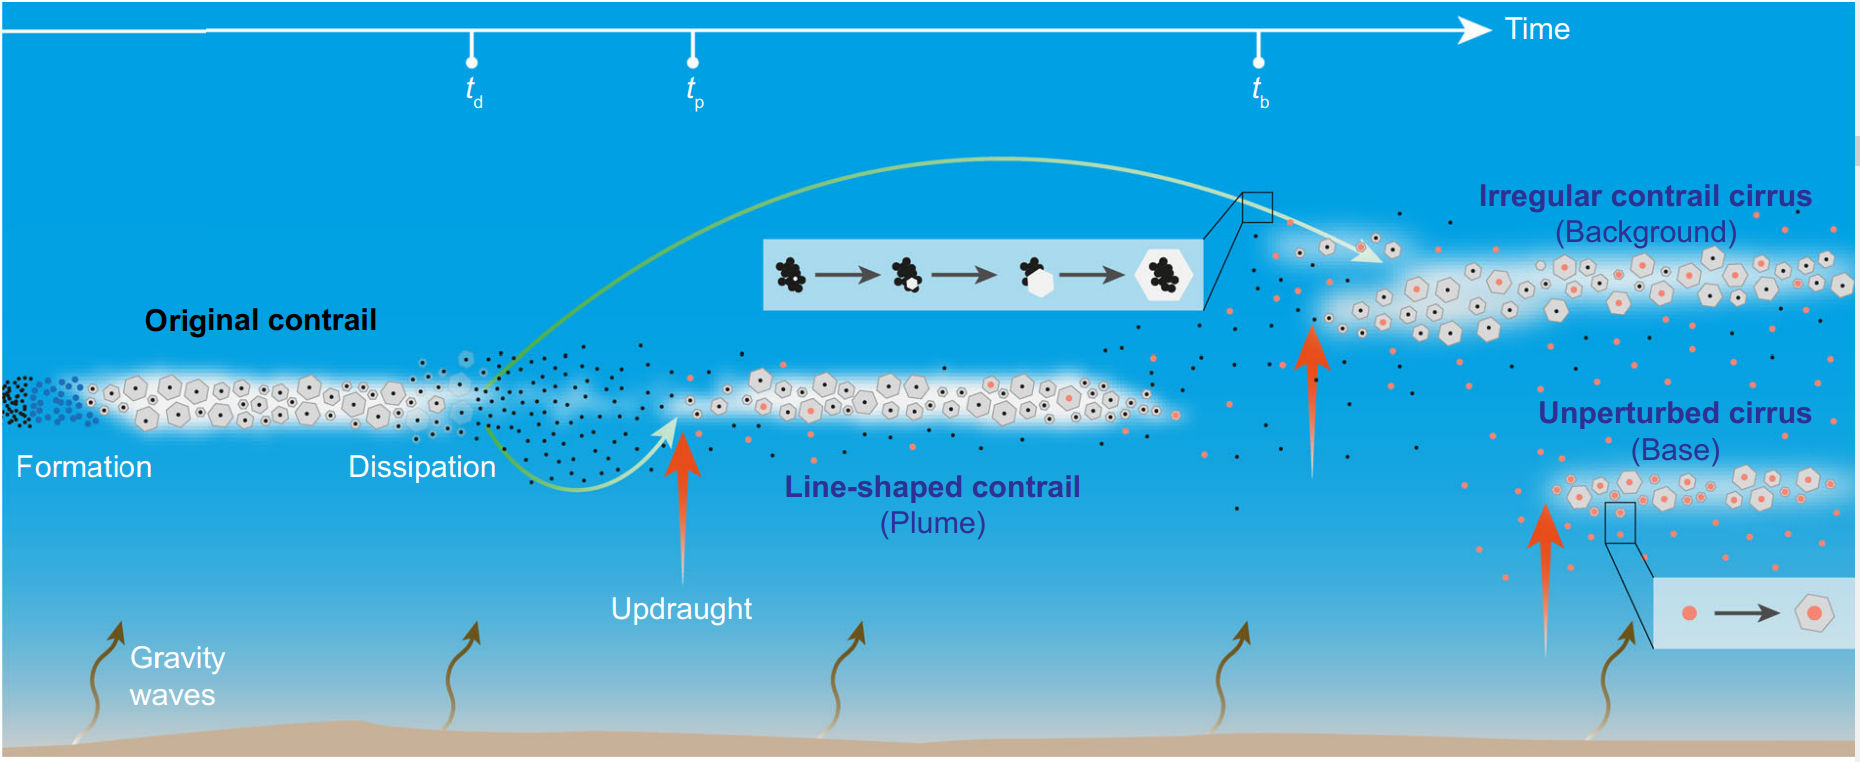 Time
t_d
t_p
t_b
Irregular contrail cirrus
(Background)
Original contrail
Unperturbed cirrus
(Base)
Formation
Dissipation
Line-shaped contrail
(Plume)
Updraught
Gravity
waves